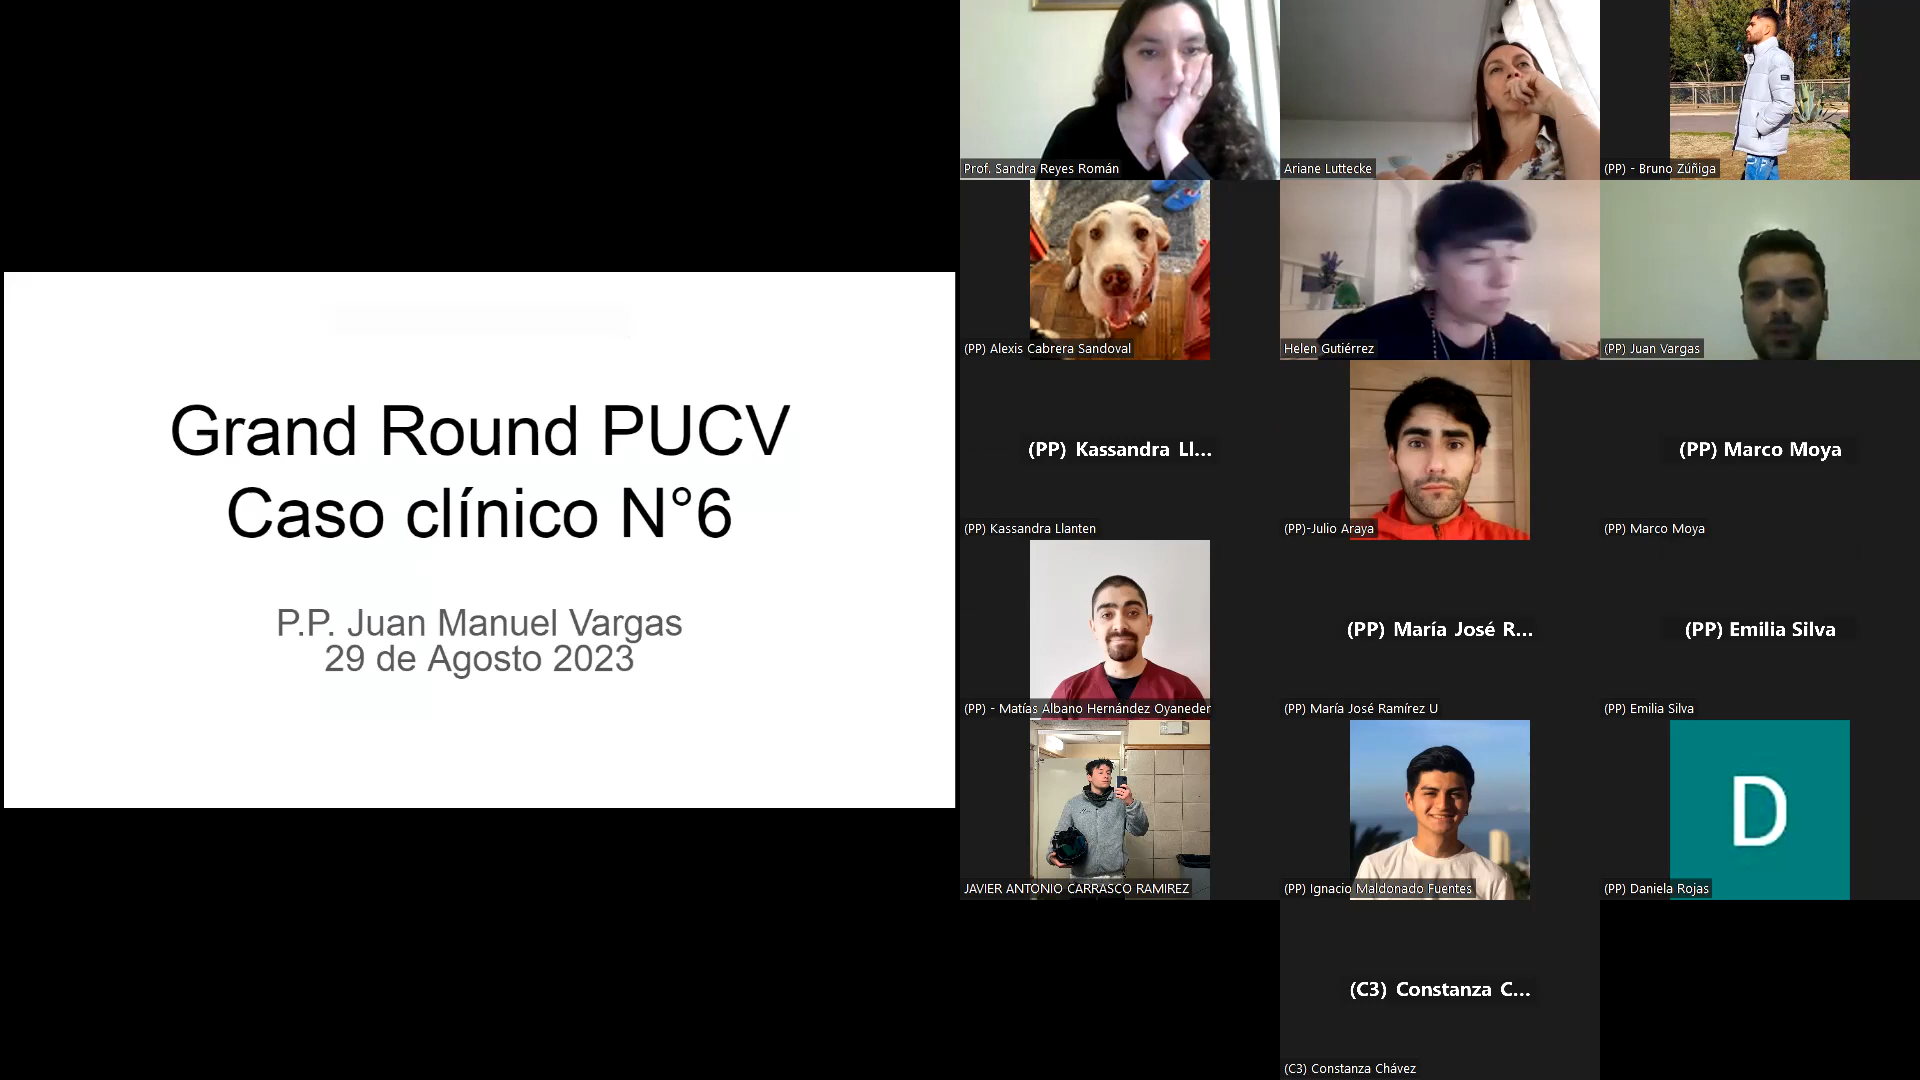 Grand Round PUCV
Caso clínico N°6
P.P. Juan Manuel Vargas
29 de Agosto 2023
Prof. Sandra Reyes Román
Ariane Luttecke
(PP) - Bruno Zúñiga
(PP) Alexis Cabrera Sandoval
Helen Gutiérrez
(PP) Juan Vargas
(PP) Kassandra Ll...
(PP) Kassandra Llanten
(PP)-Julio Araya
(PP) Marco Moya
(PP) Marco Moya
(PP) - Matías Albano Hernández Oyaneder
(PP) María José R...
(PP) María José Ramírez U
(PP) Emilia Silva
(PP) Emilia Silva
JAVIER ANTONIO CARRASCO RAMIREZ
(PP) Ignacio Maldonado Fuentes
D
(PP) Daniela Rojas
(C3) Constanza C...
(C3) Constanza Chávez